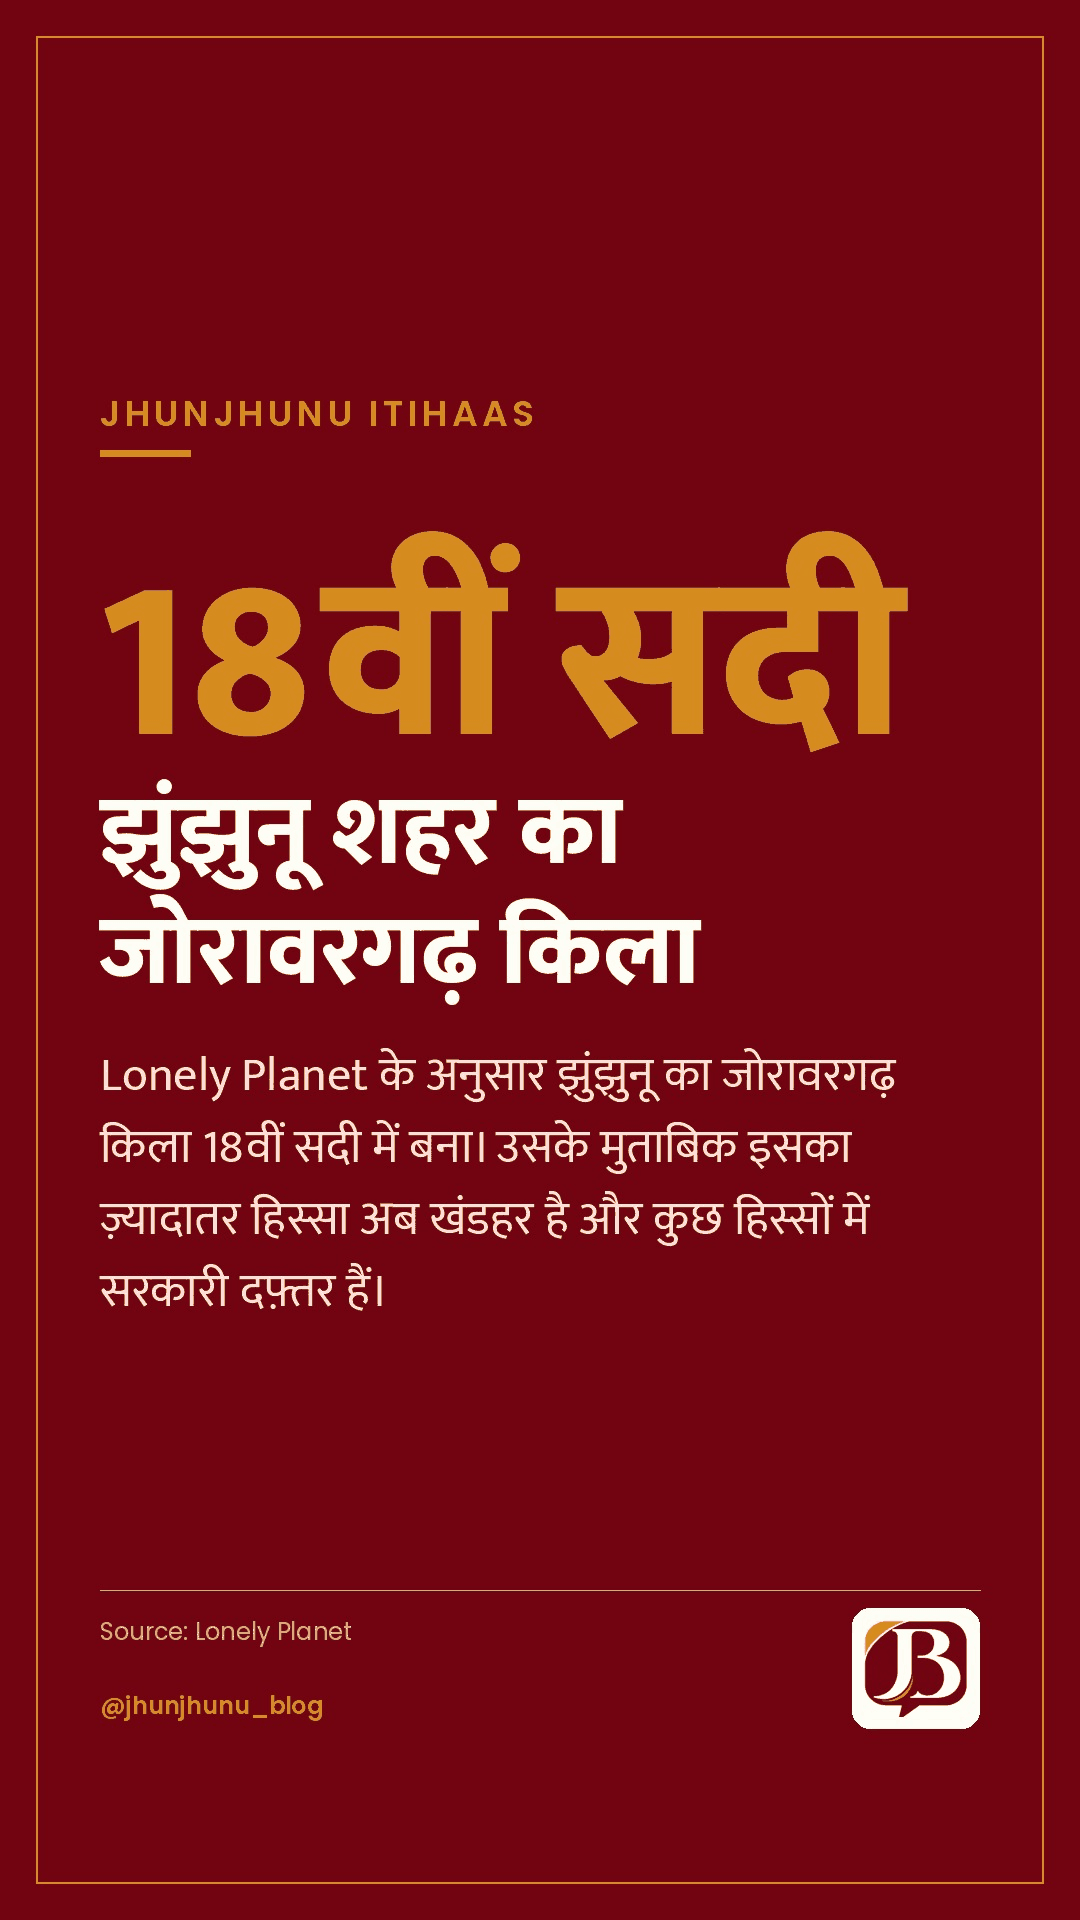 JHUNJHUNU ITIHAAS
18वीं सदी
झुंझुनू शहर का
जोरावरगढ़ किला
Lonely Planet के अनुसार झुंझुनू का जोरावरगढ़
किला 18वीं सदी में बना। उसके मुताबिक इसका
ज़्यादातर हिस्सा अब खंडहर है और कुछ हिस्सों में
सरकारी दफ़्तर हैं।
Source: Lonely Planet
@jhunjhunu_blog
JB